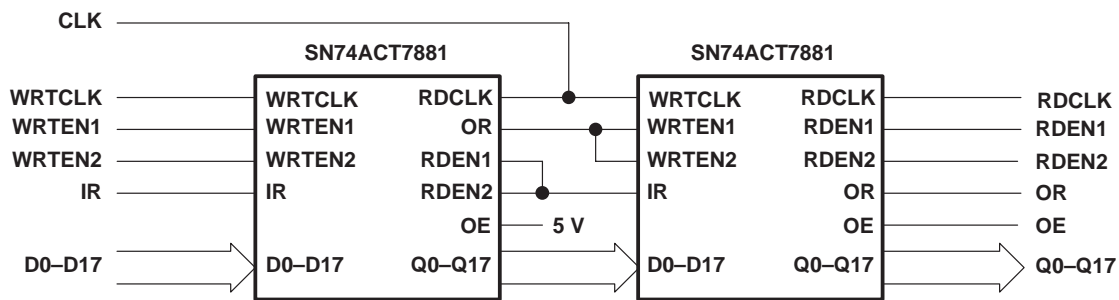 CLK
SN74ACT7881 SN74ACT7881
WRTCLK WRTCLK RDCLK WRTCLK RDCLK RDCLK
WRTEN1 WRTEN1 OR WRTEN1 RDEN1 RDEN1
WRTEN2 WRTEN2 RDEN1 WRTEN2 RDEN2 RDEN2
IR IR RDEN2 IR OR OR
OE 5 V OE OE
D0–D17 D0–D17 Q0–Q17 D0–D17 Q0–Q17 Q0–Q17